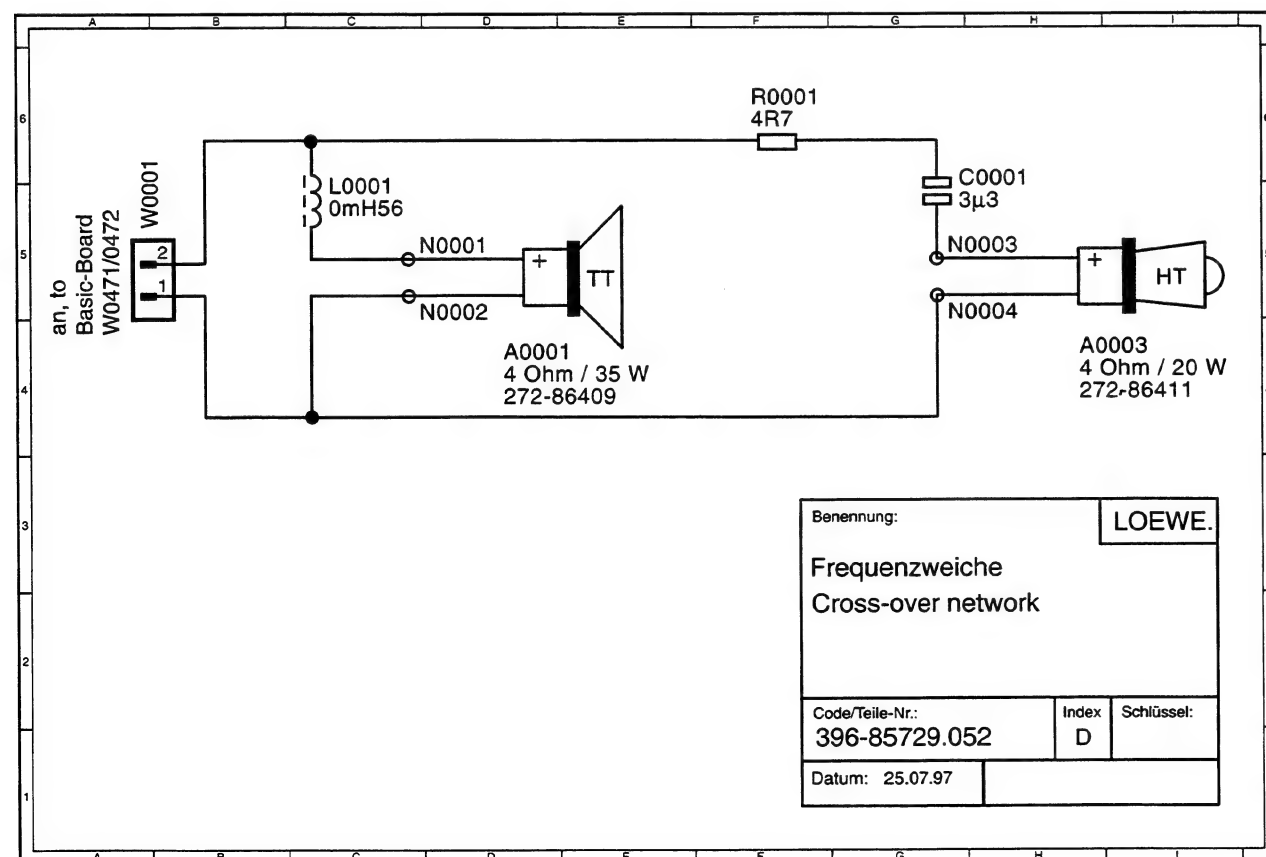 A B C D E F G H I
6
5
4
3
2
1
R0001
4R7
W0001
L0001
0mH56
C0001
3µ3
an, to
Basic-Board
W0471/0472
2
1
N0001
N0002
+
TT
N0003
N0004
+
HT
A0001
4 Ohm / 35 W
272-86409
A0003
4 Ohm / 20 W
272-86411
Benennung:
LOEWE.
Frequenzweiche
Cross-over network
Code/Teile-Nr.:
396-85729.052
Index
D
Schlüssel:
Datum: 25.07.97